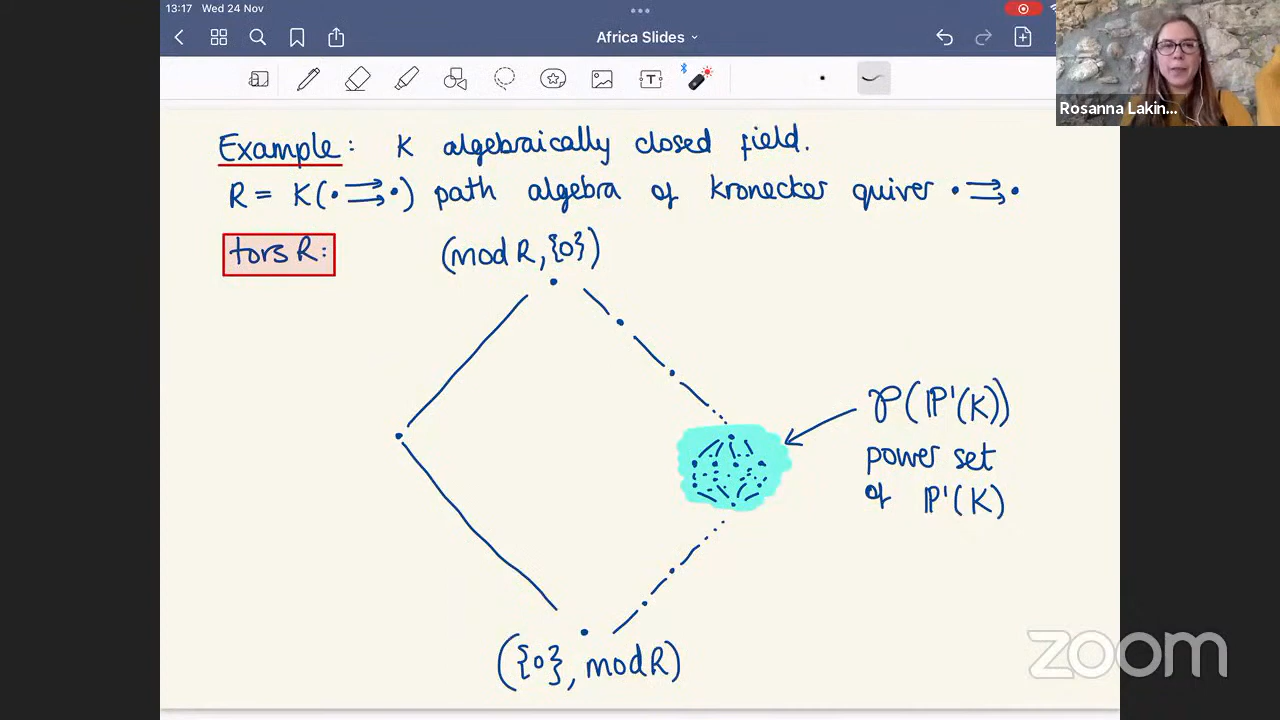 13:17 Wed 24 Nov
Africa Slides
Rosanna Lakin...
Example: K algebraically closed field.
R = K(•⇉•) path algebra of Kronecker quiver •⇉•
tors R:
(mod R, {0})
𝒫(ℙ¹(K))
power set
of ℙ¹(K)
({0}, mod R)
zoom